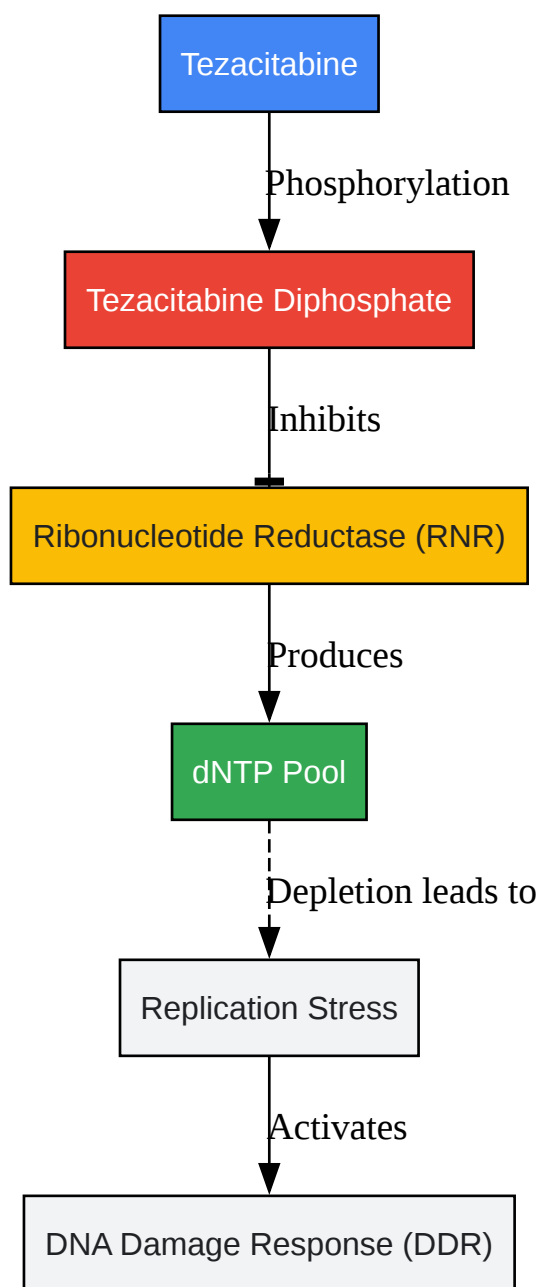 Tezacitabine
Phosphorylation
Tezacitabine Diphosphate
Inhibits
Ribonucleotide Reductase (RNR)
Produces
dNTP Pool
Depletion leads to
Replication Stress
Activates
DNA Damage Response (DDR)